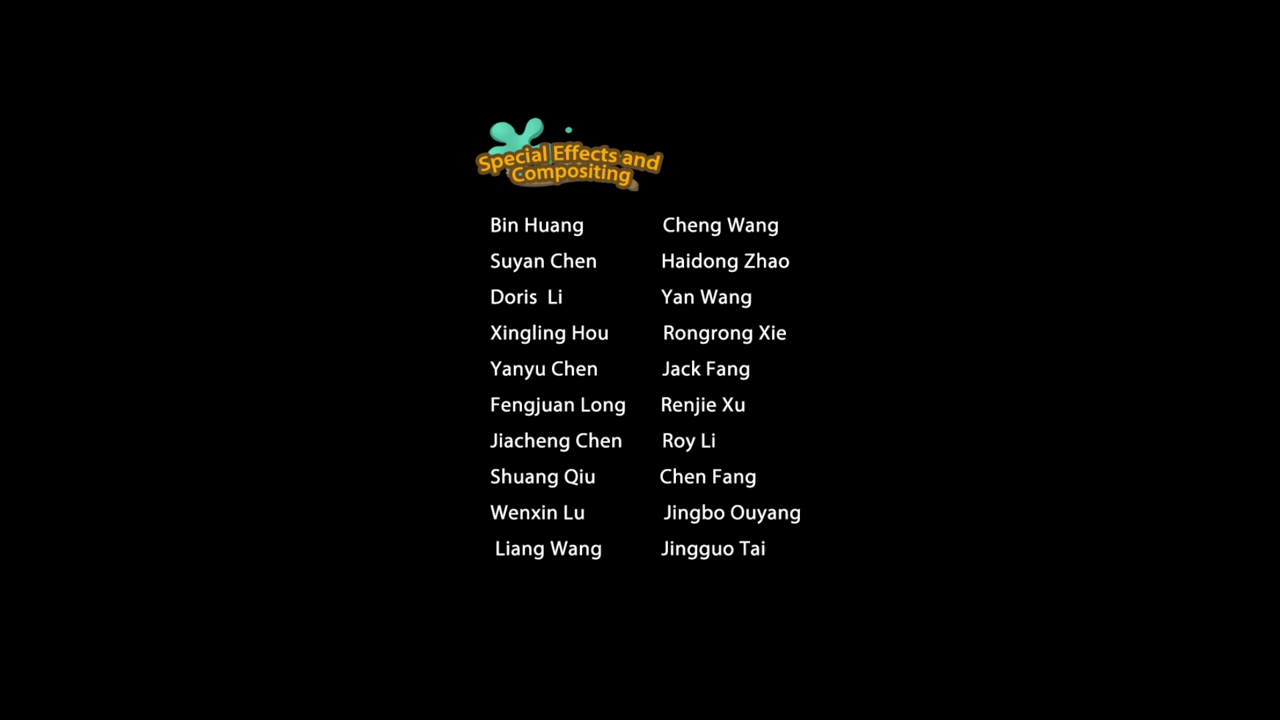 Special Effects and
Compositing
Bin Huang Cheng Wang
Suyan Chen Haidong Zhao
Doris Li Yan Wang
Xingling Hou Rongrong Xie
Yanyu Chen Jack Fang
Fengjuan Long Renjie Xu
Jiacheng Chen Roy Li
Shuang Qiu Chen Fang
Wenxin Lu Jingbo Ouyang
Liang Wang Jingguo Tai